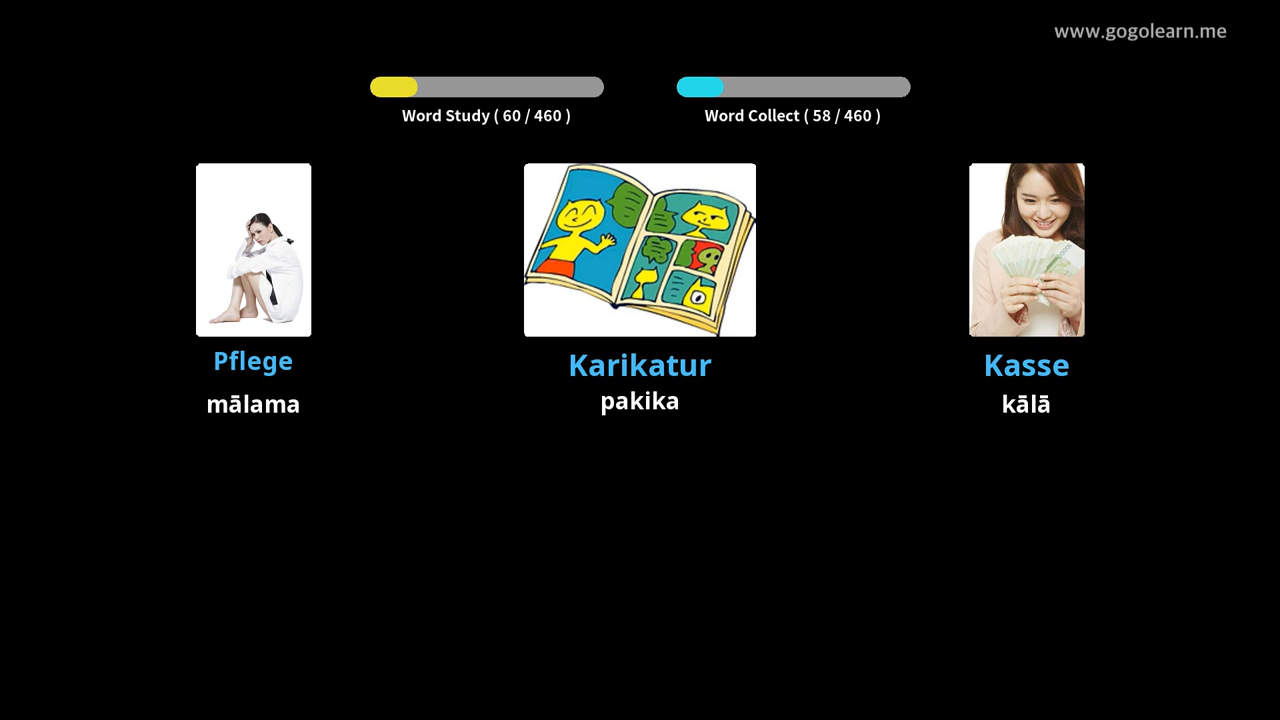 www.gogolearn.me
Word Study ( 60 / 460 )
Word Collect ( 58 / 460 )
Pflege
mālama
Karikatur
pakika
Kasse
kālā